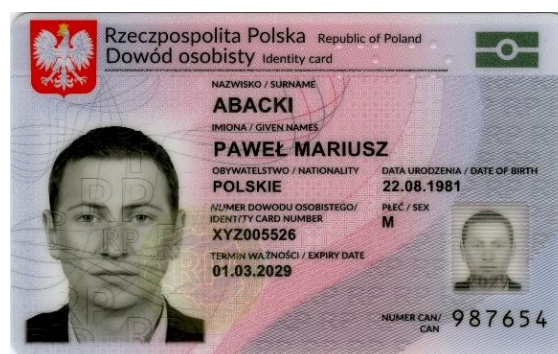 Rzeczpospolita Polska Republic of Poland
Dowód osobisty Identity card
NAZWISKO / SURNAME
ABACKI
IMIONA / GIVEN NAMES
PAWEŁ MARIUSZ
OBYWATELSTWO / NATIONALITY DATA URODZENIA / DATE OF BIRTH
POLSKIE 22.08.1981
NUMER DOWODU OSOBISTEGO/ PŁEĆ / SEX
IDENTITY CARD NUMBER M
XYZ005526
TERMIN WAŻNOŚCI / EXPIRY DATE
01.03.2029
NUMER CAN/ 987654
CAN